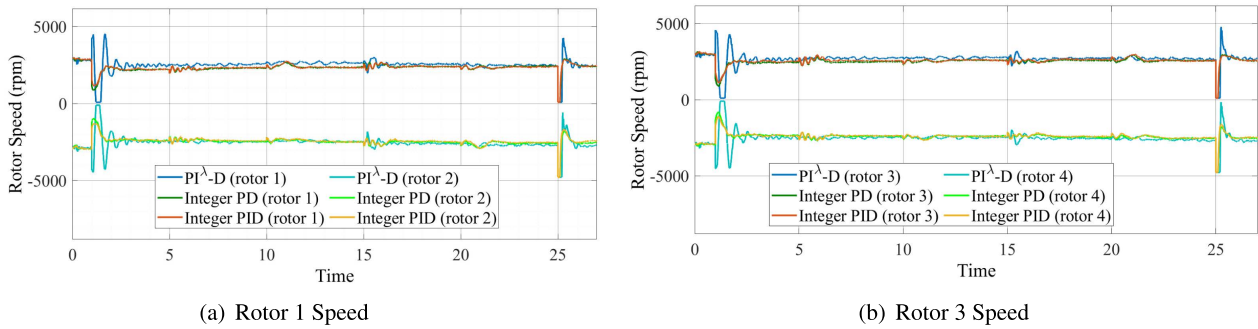 5000
0
-5000
Rotor Speed (rpm)
PI^λ-D (rotor 1)
Integer PD (rotor 1)
Integer PID (rotor 1)
PI^λ-D (rotor 2)
Integer PD (rotor 2)
Integer PID (rotor 2)
0 5 10 15 20 25
Time
(a) Rotor 1 Speed
5000
0
-5000
Rotor Speed (rpm)
PI^λ-D (rotor 3)
Integer PD (rotor 3)
Integer PID (rotor 3)
PI^λ-D (rotor 4)
Integer PD (rotor 4)
Integer PID (rotor 4)
0 5 10 15 20 25
Time
(b) Rotor 3 Speed